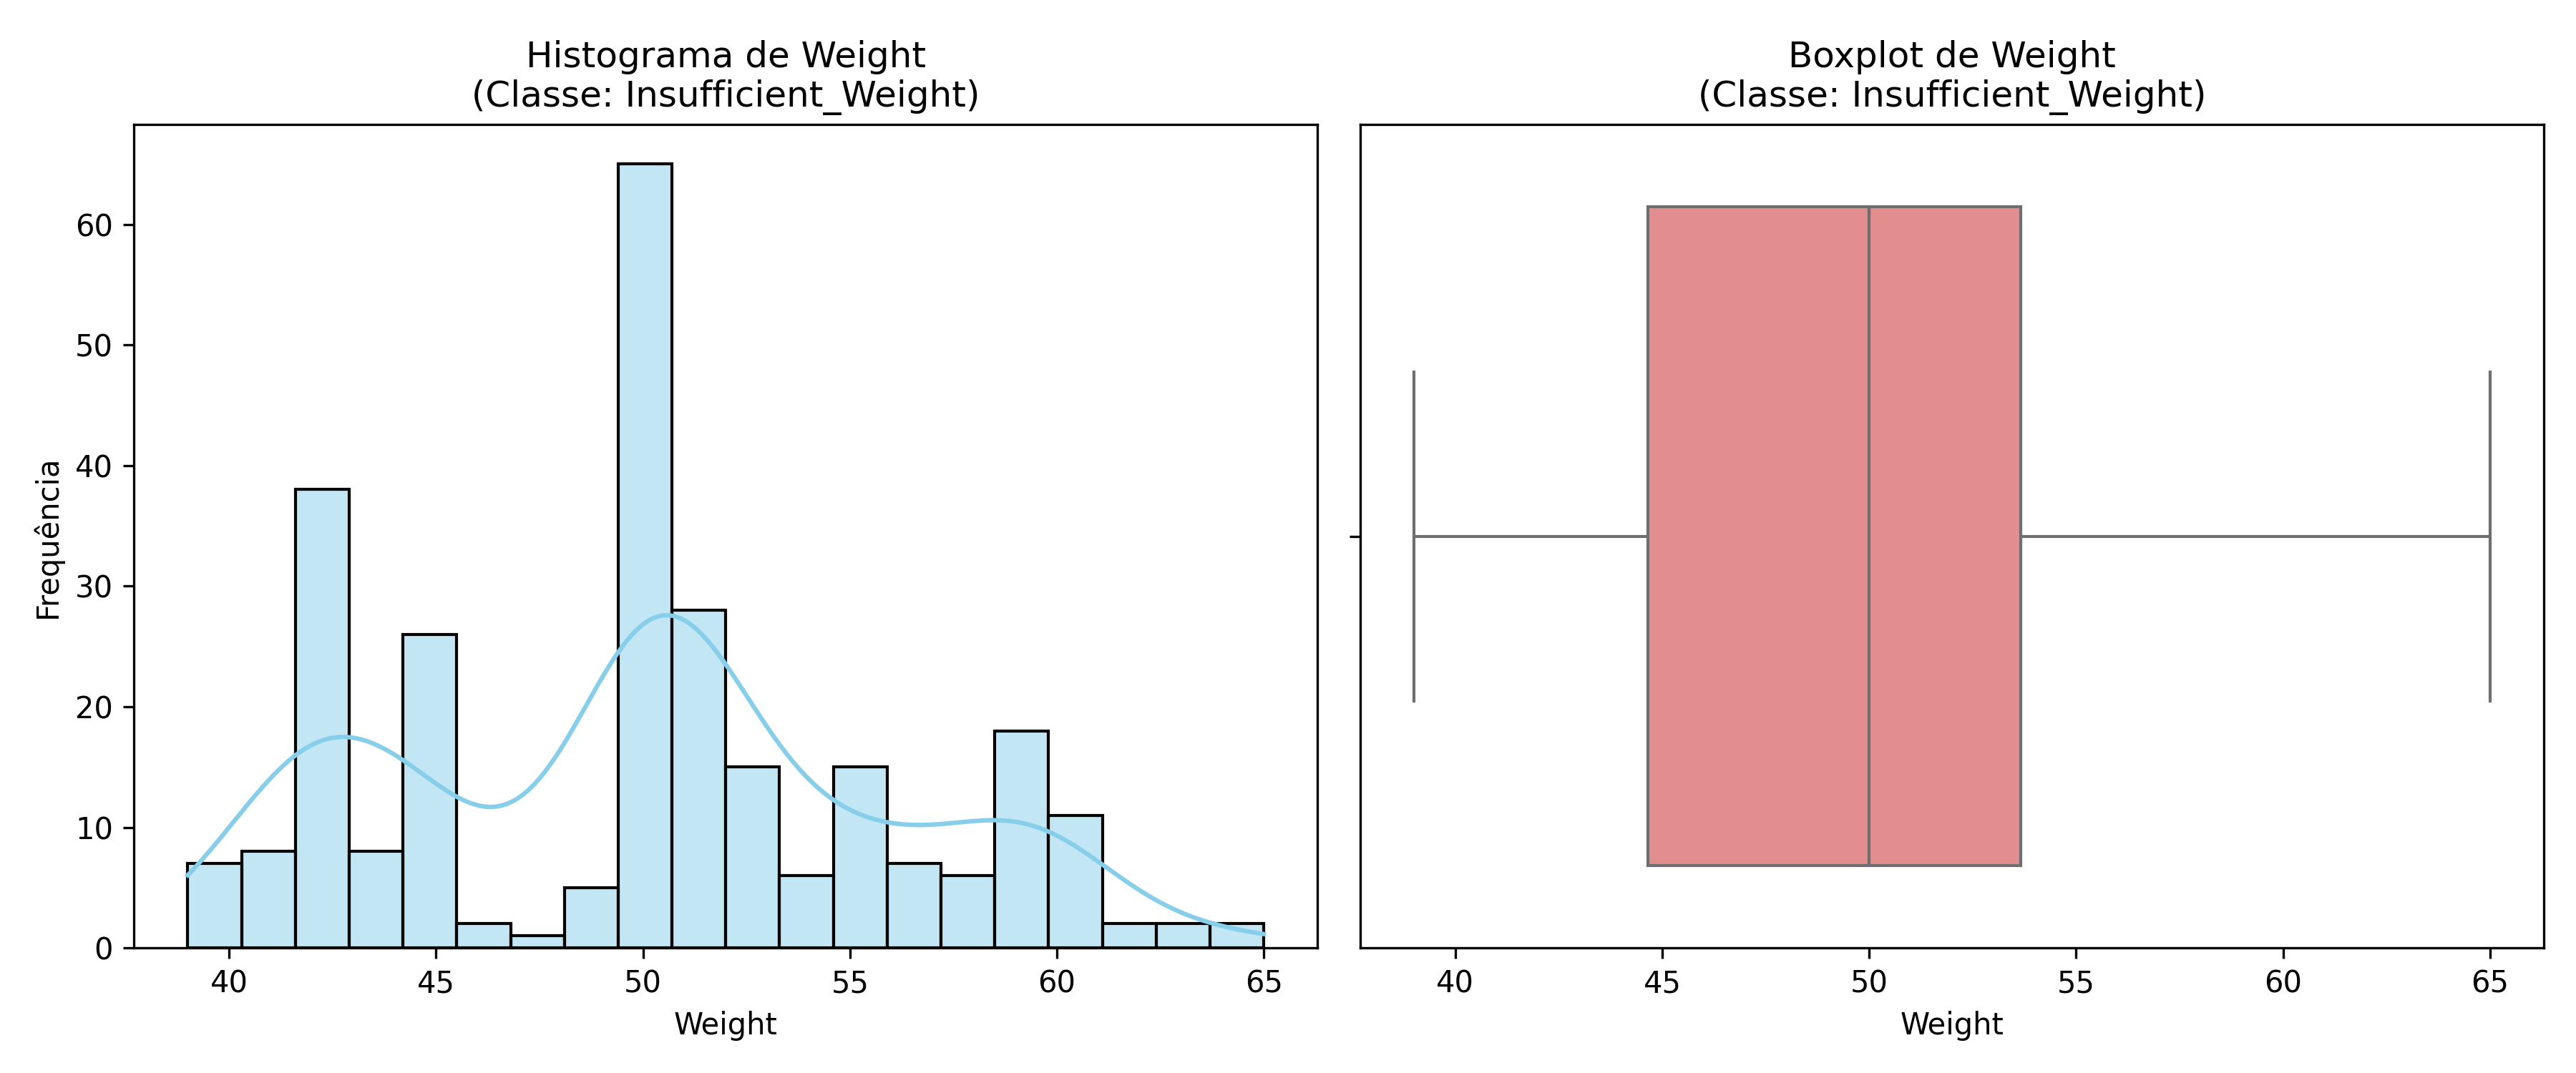 Histograma de Weight
(Classe: Insufficient_Weight)
Frequência
60
50
40
30
20
10
0
40 45 50 55 60 65
Weight
Boxplot de Weight
(Classe: Insufficient_Weight)
40 45 50 55 60 65
Weight